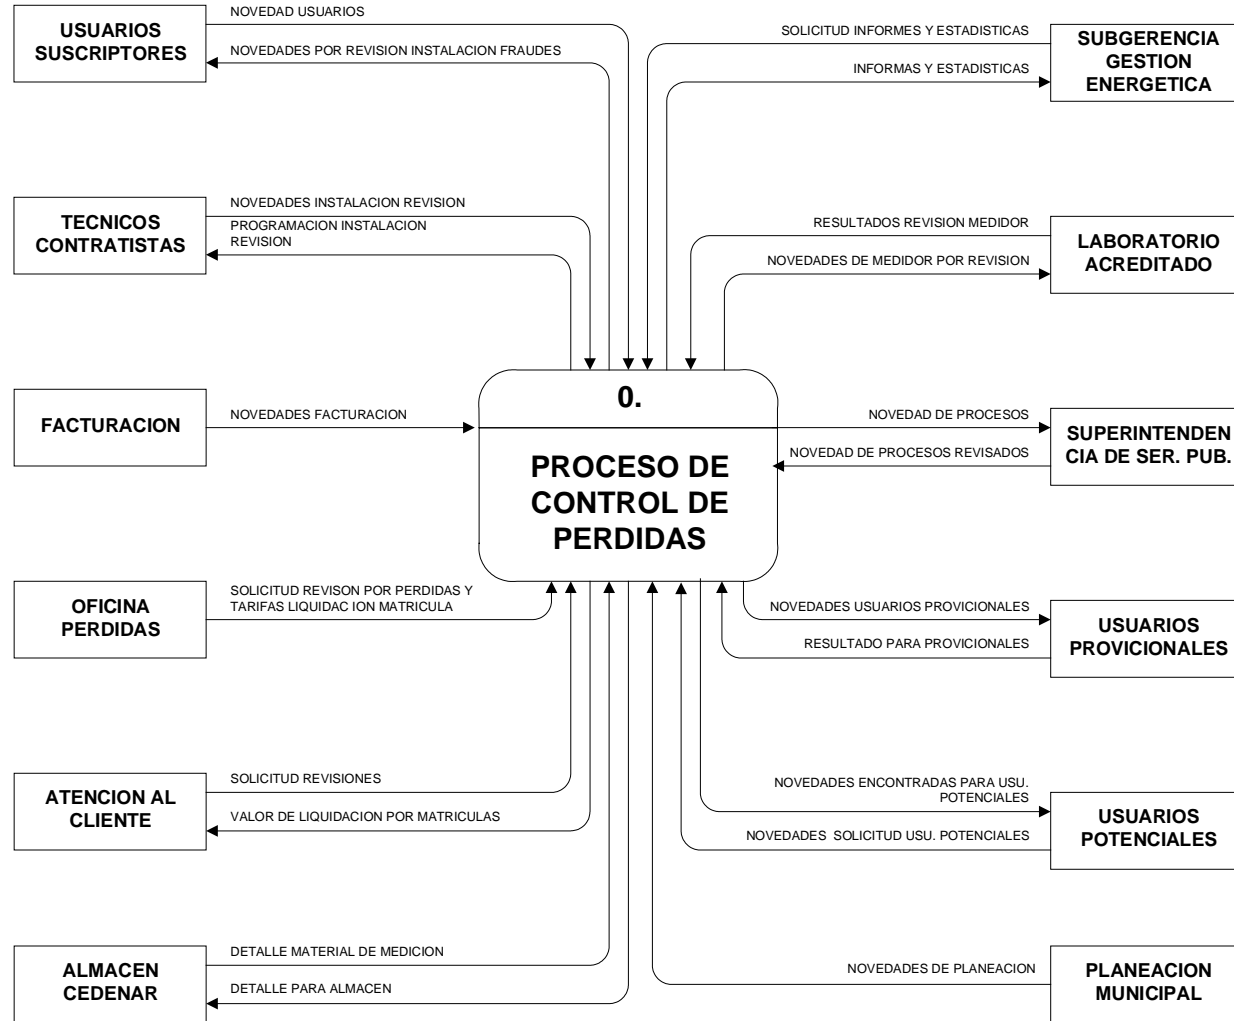 USUARIOS
SUSCRIPTORES
NOVEDAD USUARIOS
NOVEDADES POR REVISION INSTALACION FRAUDES
SOLICITUD INFORMES Y ESTADISTICAS
INFORMAS Y ESTADISTICAS
SUBGERENCIA
GESTION
ENERGETICA
TECNICOS
CONTRATISTAS
NOVEDADES INSTALACION REVISION
PROGRAMACION INSTALACION
REVISION
RESULTADOS REVISION MEDIDOR
NOVEDADES DE MEDIDOR POR REVISION
LABORATORIO
ACREDITADO
FACTURACION
NOVEDADES FACTURACION
0.
PROCESO DE
CONTROL DE
PERDIDAS
NOVEDAD DE PROCESOS
NOVEDAD DE PROCESOS REVISADOS
SUPERINTENDEN
CIA DE SER. PUB.
OFICINA
PERDIDAS
SOLICITUD REVISON POR PERDIDAS Y
TARIFAS LIQUIDAC ION MATRICULA
NOVEDADES USUARIOS PROVICIONALES
RESULTADO PARA PROVICIONALES
USUARIOS
PROVICIONALES
ATENCION AL
CLIENTE
SOLICITUD REVISIONES
VALOR DE LIQUIDACION POR MATRICULAS
NOVEDADES ENCONTRADAS PARA USU.
POTENCIALES
NOVEDADES  SOLICITUD USU. POTENCIALES
USUARIOS
POTENCIALES
ALMACEN
CEDENAR
DETALLE MATERIAL DE MEDICION
DETALLE PARA ALMACEN
NOVEDADES DE PLANEACION
PLANEACION
MUNICIPAL